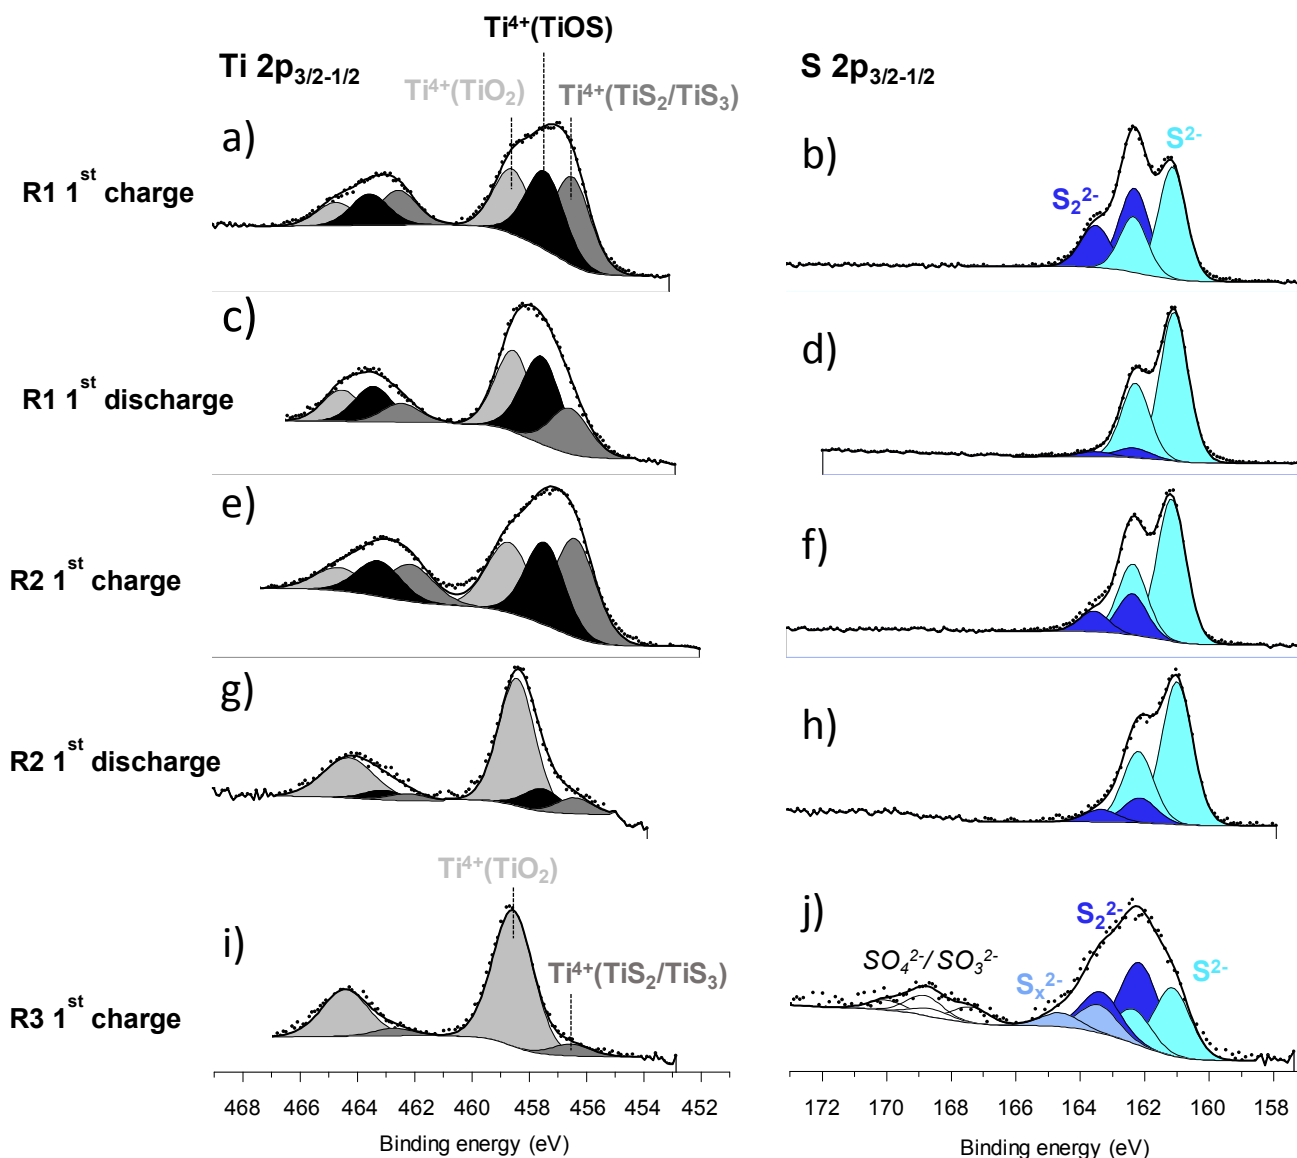 Ti⁴⁺(TiOS)
Ti 2p₃/₂₋₁/₂
S 2p₃/₂₋₁/₂
Ti⁴⁺(TiO₂)
Ti⁴⁺(TiS₂/TiS₃)
a)
b)
S²⁻
R1 1ˢᵗ charge
S₂²⁻
c)
d)
R1 1ˢᵗ discharge
e)
f)
R2 1ˢᵗ charge
g)
h)
R2 1ˢᵗ discharge
Ti⁴⁺(TiO₂)
j)
S₂²⁻
i)
SO₄²⁻/SO₃²⁻
S²⁻
Ti⁴⁺(TiS₂/TiS₃)
Sₓ²⁻
R3 1ˢᵗ charge
468 466 464 462 460 458 456 454 452
172 170 168 166 164 162 160 158
Binding energy (eV)
Binding energy (eV)